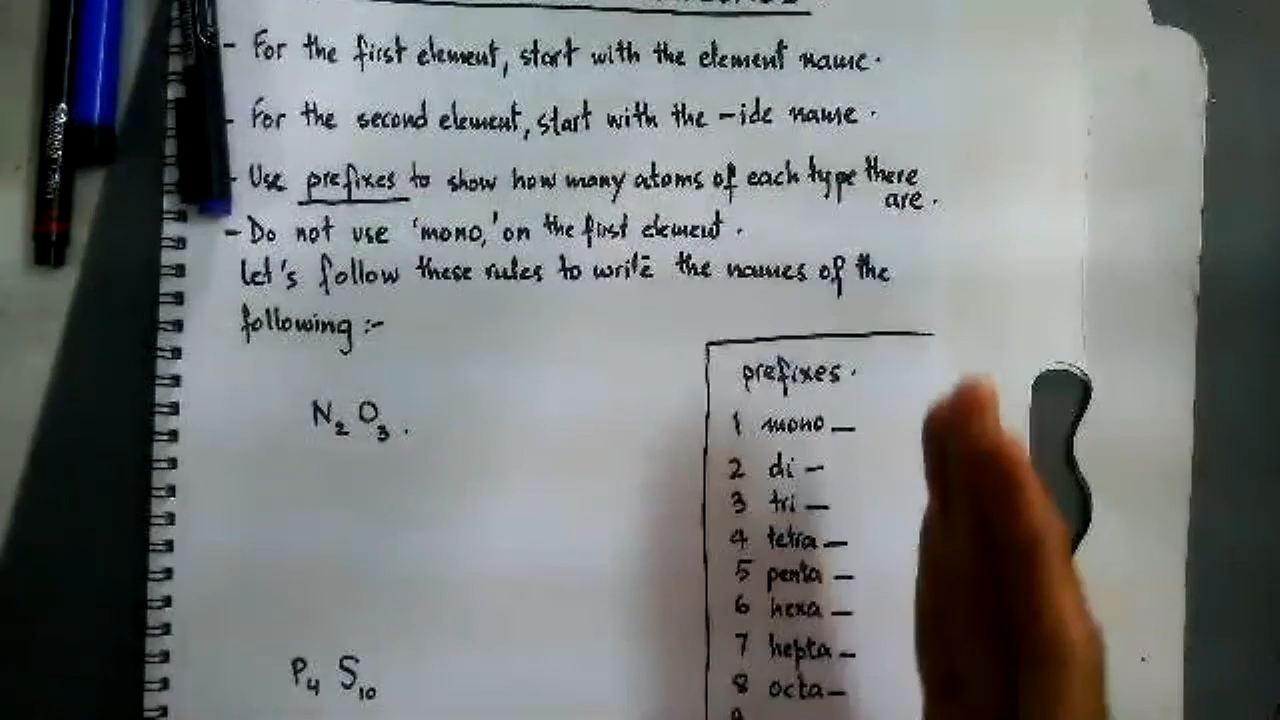 - For the first element, start with the element name.
- For the second element, start with the -ide name.
- Use prefixes to show how many atoms of each type there are.
- Do not use 'mono,' on the first element.
let's follow these rules to write the names of the
following :-
N2O3.
P4 S10
prefixes.
1 mono -
2 di -
3 tri -
4 tetra -
5 penta -
6 hexa -
7 hepta -
8 octa -